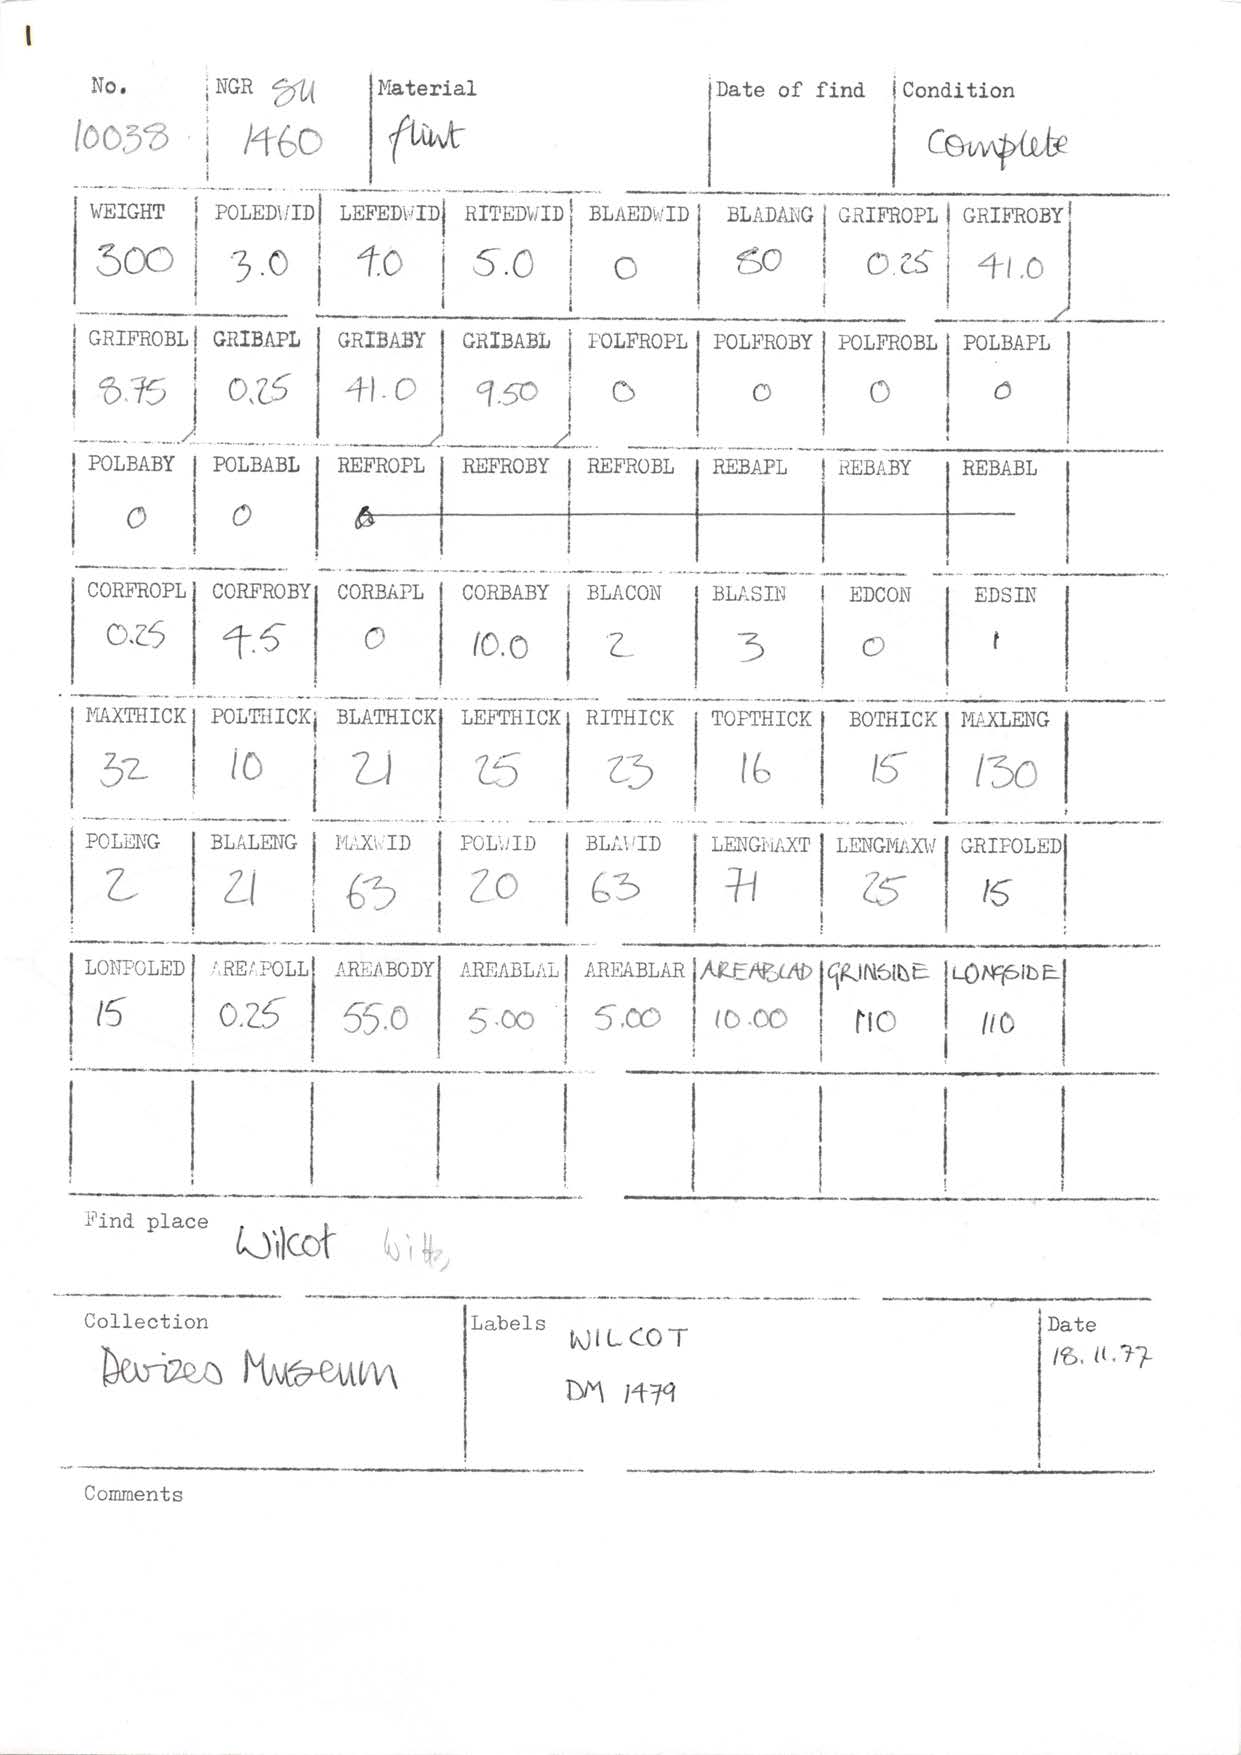 1
No. NGR SU Material Date of find Condition
10038 1460 flint complete
WEIGHT POLEDWID LEFEDWID RITEDWID BLAEDWID BLADANG GRIFROPL GRIFROBY
300 3.0 4.0 5.0 0 80 0.25 41.0
GRIFROBL GRIBAPL GRIBABY GRIBABL POLFROPL POLFROBY POLFROBL POLBAPL
8.75 0.25 41.0 9.50 0 0 0 0
POLBABY POLBABL REFROPL REFROBY REFROBL REBAPL REBABY REBABL
0 0 0
CORFROPL CORFROBY CORBAPL CORBABY BLACON BLASIN EDCON EDSIN
0.25 4.5 0 10.0 2 3 0 1
MAXTHICK POLTHICK BLATHICK LEFTHICK RITHICK TOPTHICK BOTHICK MAXLENG
32 10 21 25 23 16 15 130
POLENG BLALENG MAXWID POLWID BLAWID LENGMAXT LENGMAXW GRIPOLED
2 21 63 20 63 71 25 15
LONPOLED AREAPOLL AREABODY AREABLAL AREABLAR AREABLAD GRINSIDE LONGSIDE
15 0.25 55.0 5.00 5.00 10.00 110 110
Find place Wilcot Wilts
Collection Labels WILCOT Date
Devizes Museum DM 1479 18.11.77
Comments